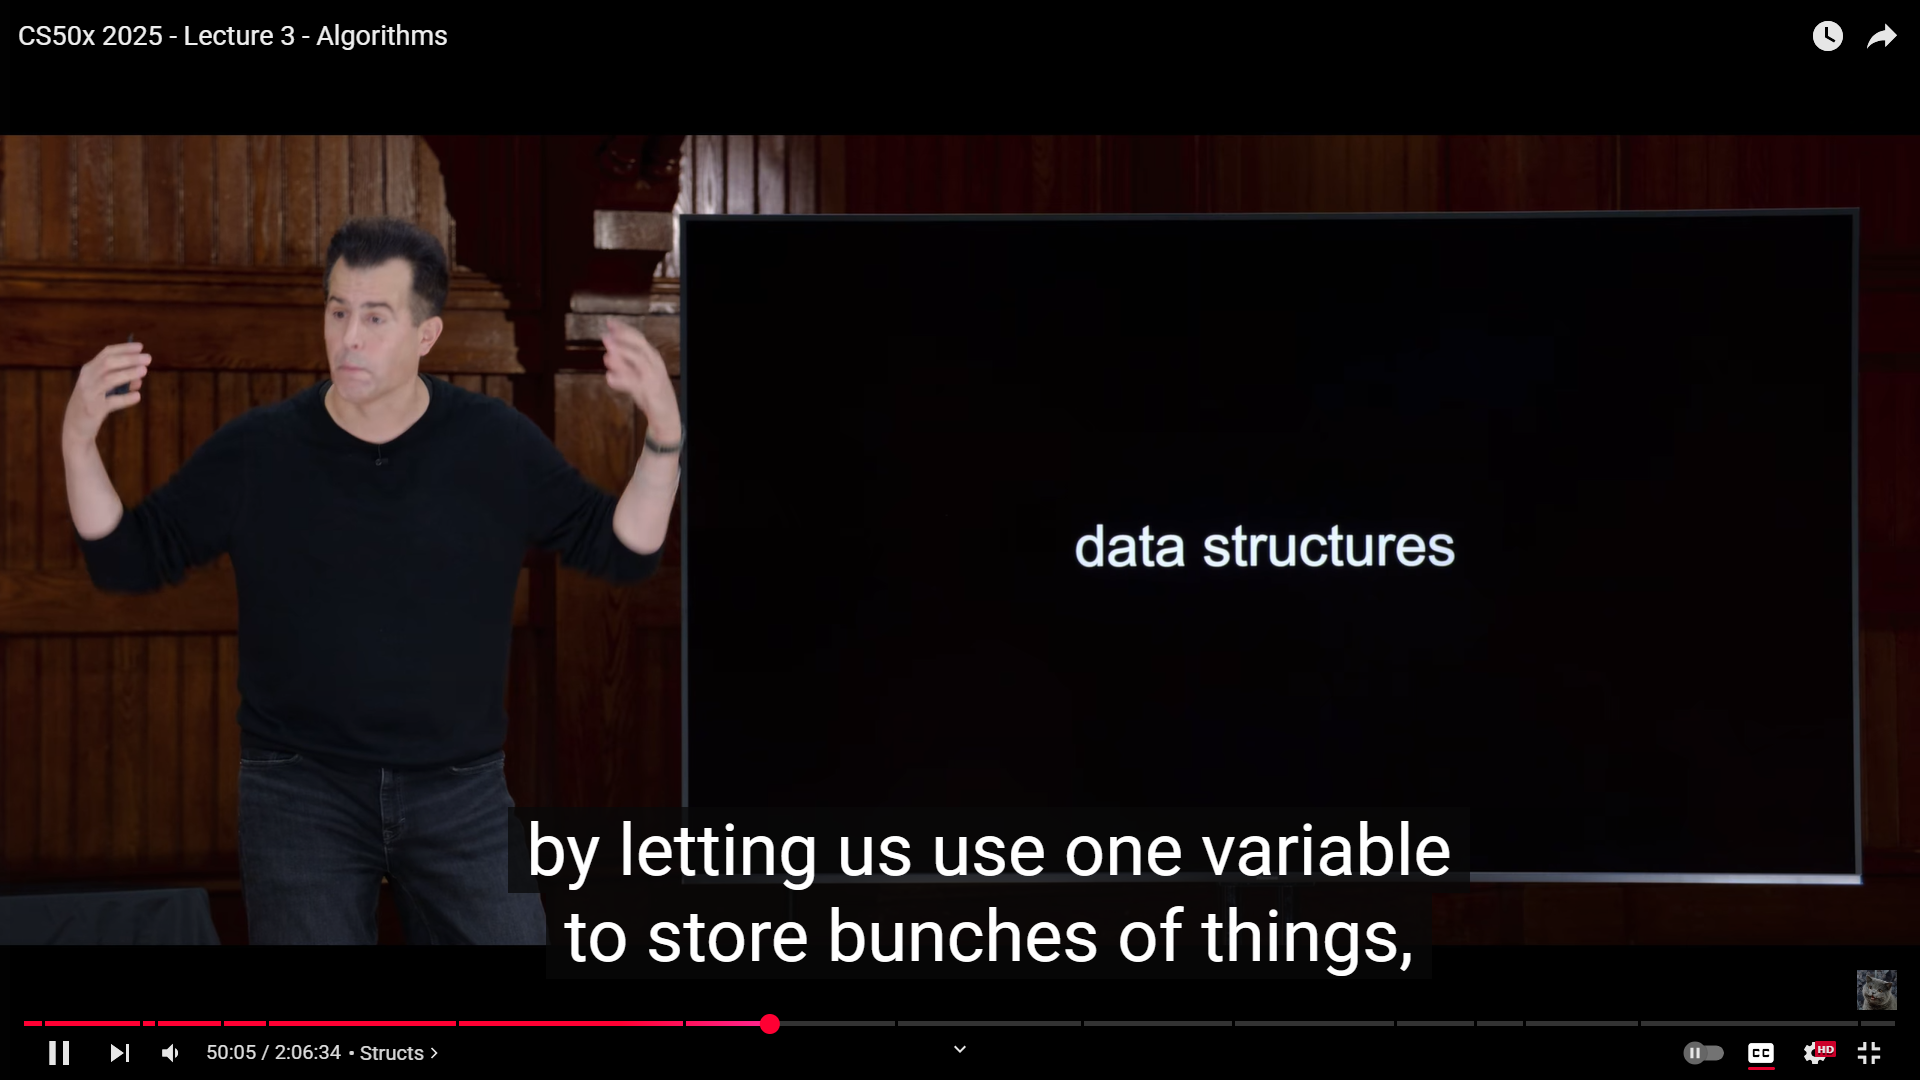 CS50x 2025 - Lecture 3 - Algorithms
data structures
by letting us use one variable
to store bunches of things,
50:05 / 2:06:34 • Structs >
CC
HD